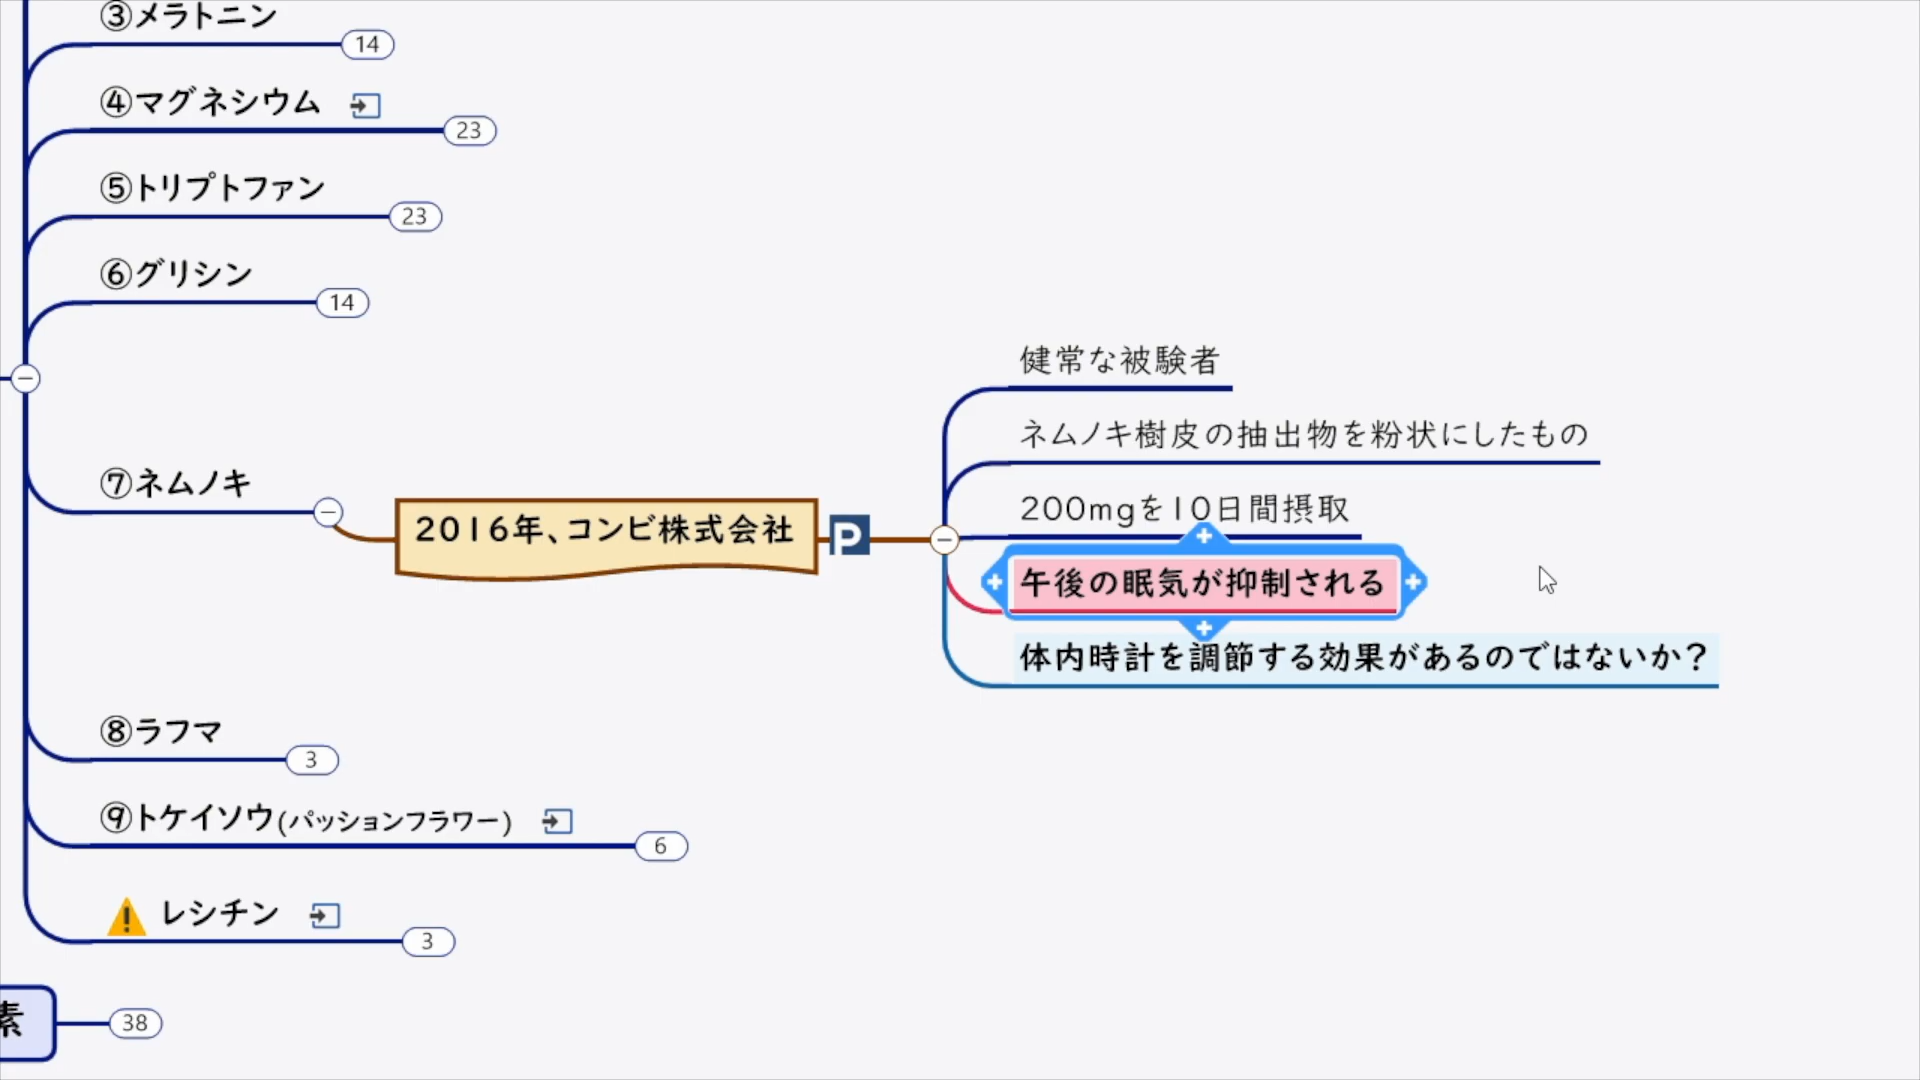 ③メラトニン
14
④マグネシウム
23
⑤トリプトファン
23
⑥グリシン
14
⑦ネムノキ
2016年、コンビ株式会社
P
健常な被験者
ネムノキ樹皮の抽出物を粉状にしたもの
200mgを10日間摂取
午後の眠気が抑制される
体内時計を調節する効果があるのではないか？
⑧ラフマ
3
⑨トケイソウ(パッションフラワー)
6
レシチン
3
素
38